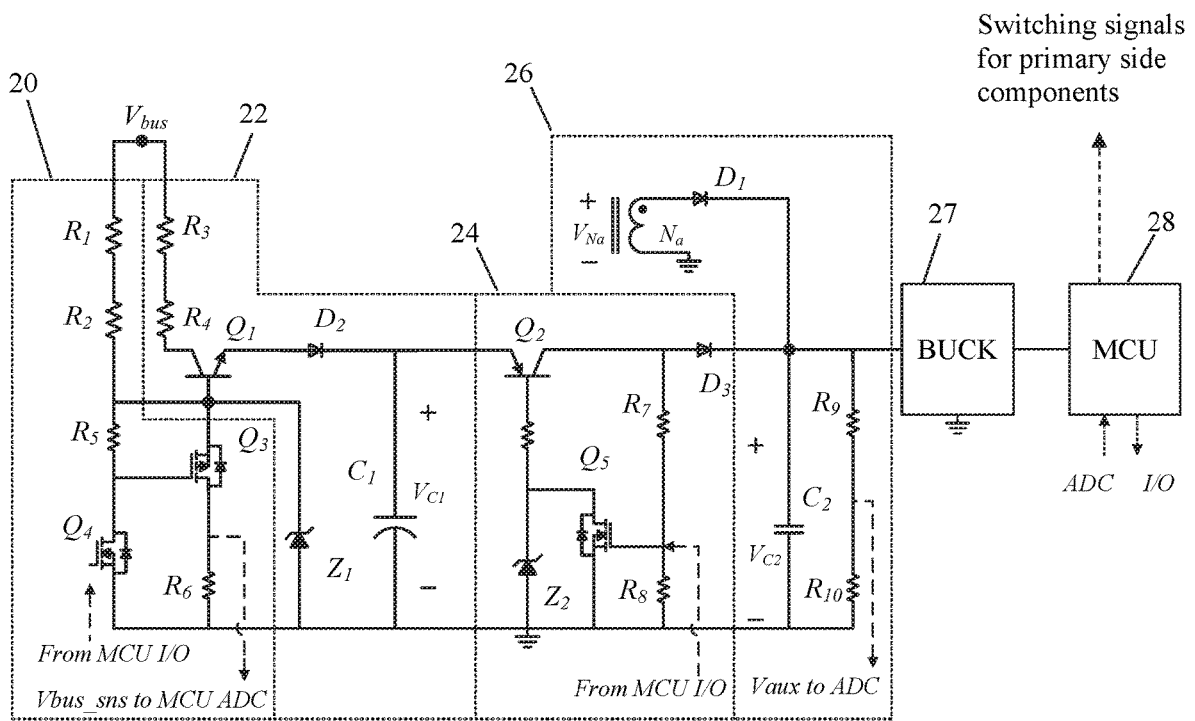 Switching signals
for primary side
components
20
22
26
V_bus
D_1
+
V_Na
−
N_a
R_1
R_3
24
27
28
R_2
R_4
Q_1
D_2
Q_2
D_3
BUCK
MCU
R_5
Q_3
+
R_7
R_9
C_1
V_C1
Q_5
+
C_2
ADC
I/O
Q_4
V_C2
R_6
Z_1
−
Z_2
R_8
R_10
−
From MCU I/O
Vbus_sns to MCU ADC
From MCU I/O
Vaux to ADC